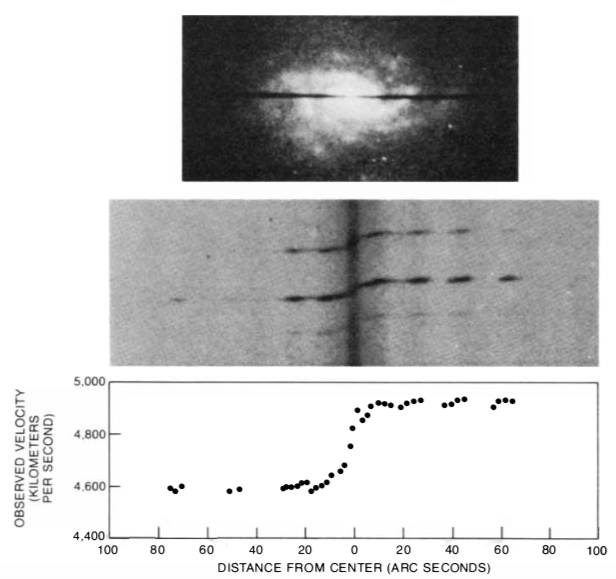 5,000
4,800
4,600
4,400
OBSERVED VELOCITY
(KILOMETERS
PER SECOND)
100 80 60 40 20 0 20 40 60 80 100
DISTANCE FROM CENTER (ARC SECONDS)